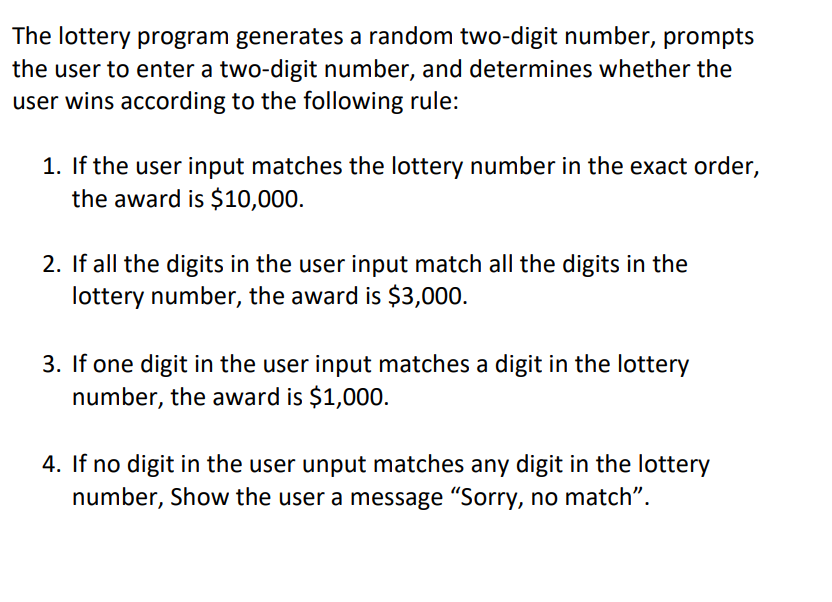 The lottery program generates a random two-digit number, prompts
the user to enter a two-digit number, and determines whether the
user wins according to the following rule:
1. If the user input matches the lottery number in the exact order,
the award is $10,000.
2. If all the digits in the user input match all the digits in the
lottery number, the award is $3,000.
3. If one digit in the user input matches a digit in the lottery
number, the award is $1,000.
4. If no digit in the user unput matches any digit in the lottery
number, Show the user a message “Sorry, no match”.